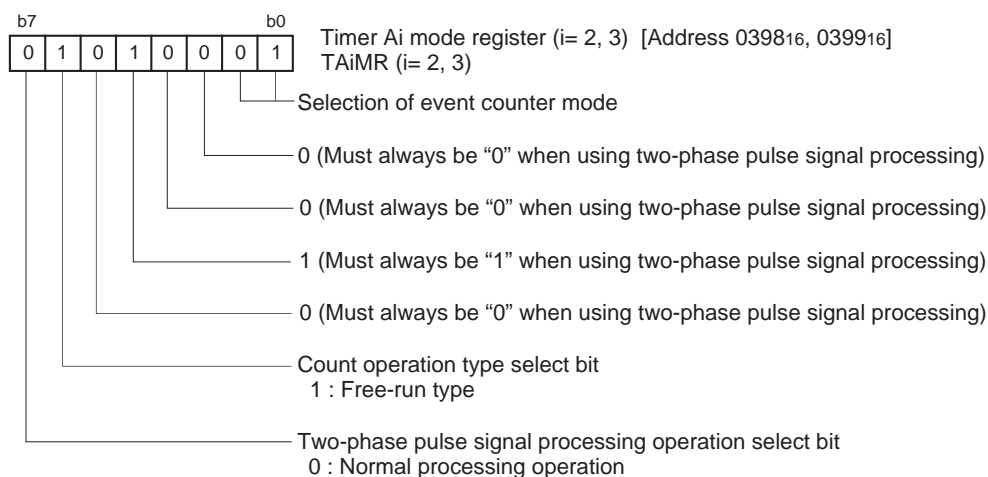 b7 b0
0 1 0 1 0 0 0 1
Timer Ai mode register (i= 2, 3) [Address 039816, 039916]
TAiMR (i= 2, 3)
Selection of event counter mode
0 (Must always be “0” when using two-phase pulse signal processing)
0 (Must always be “0” when using two-phase pulse signal processing)
1 (Must always be “1” when using two-phase pulse signal processing)
0 (Must always be “0” when using two-phase pulse signal processing)
Count operation type select bit
1 : Free-run type
Two-phase pulse signal processing operation select bit
0 : Normal processing operation